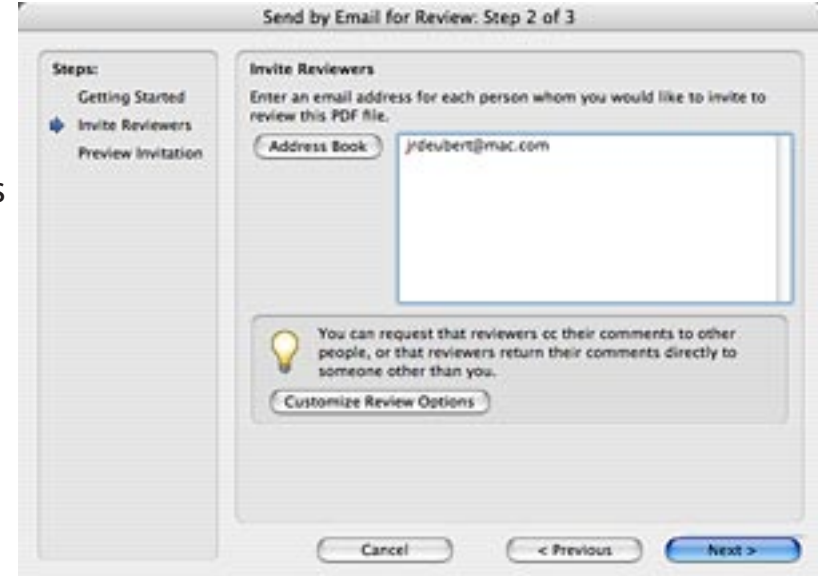 Send by Email for Review: Step 2 of 3
Steps:
Getting Started
Invite Reviewers
Preview Invitation
Invite Reviewers
Enter an email address for each person whom you would like to invite to
review this PDF file.
Address Book
jrdeubert@mac.com
You can request that reviewers cc their comments to other
people, or that reviewers return their comments directly to
someone other than you.
Customize Review Options
Cancel
< Previous
Next >
s